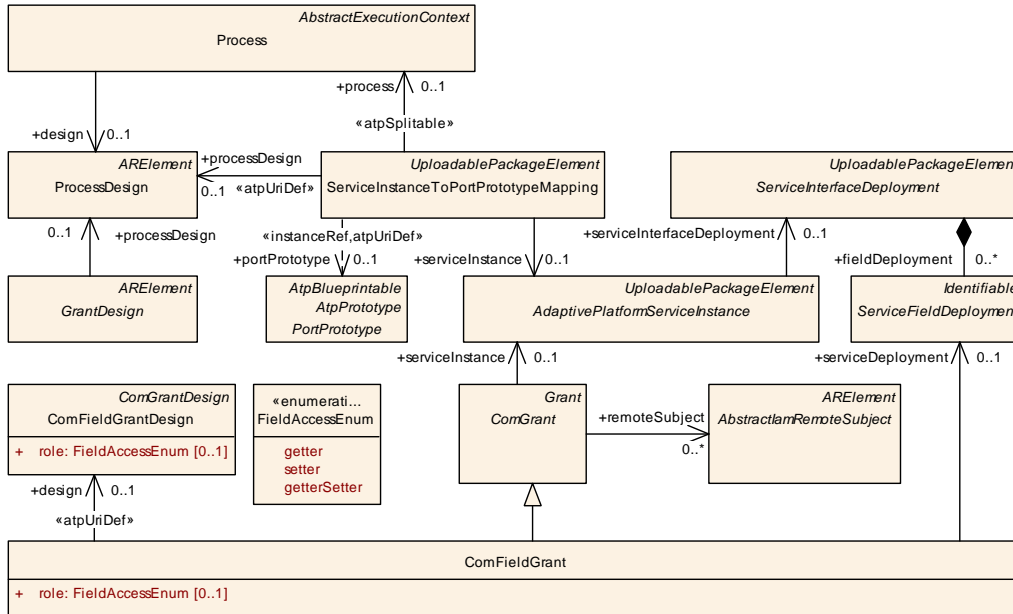 AbstractExecutionContext
Process
+process
0..1
«atpSplitable»
+design
0..1
ARElement
ProcessDesign
+processDesign
0..1
«atpUriDef»
UploadablePackageElement
ServiceInstanceToPortPrototypeMapping
UploadablePackageElement
ServiceInterfaceDeployment
0..1
+processDesign
«instanceRef,atpUriDef»
+portPrototype
0..1
+serviceInstance
0..1
+serviceInterfaceDeployment
0..1
+fieldDeployment
0..*
ARElement
GrantDesign
AtpBlueprintable
AtpPrototype
PortPrototype
UploadablePackageElement
AdaptivePlatformServiceInstance
Identifiable
ServiceFieldDeployment
+serviceInstance
0..1
+serviceDeployment
0..1
ComGrantDesign
ComFieldGrantDesign
+ role: FieldAccessEnum [0..1]
«enumerati...
FieldAccessEnum
getter
setter
getterSetter
Grant
ComGrant
+remoteSubject
0..*
ARElement
AbstractIamRemoteSubject
+design
0..1
«atpUriDef»
ComFieldGrant
+ role: FieldAccessEnum [0..1]